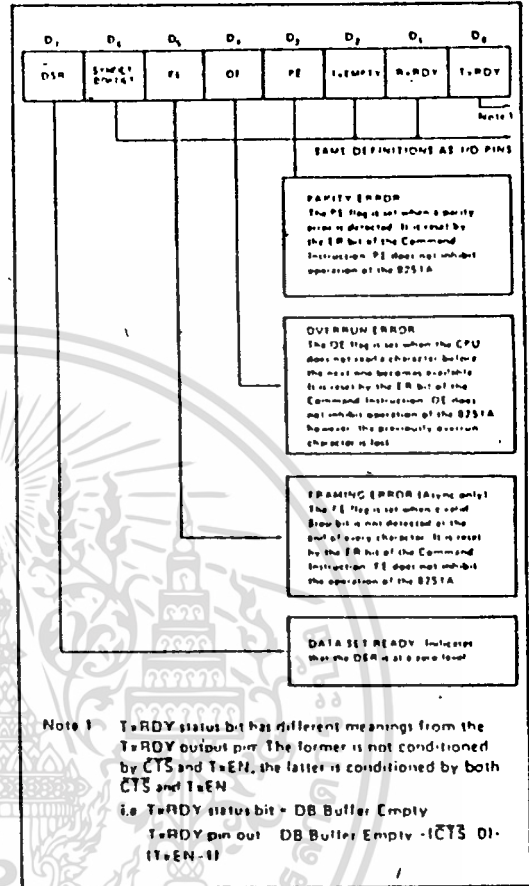 D7 D6 D5 D4 D3 D2 D1 D0
DSR SYNDET BRKDET FE OE PE TxEMPTY RxRDY TxRDY
Note 1
SAME DEFINITIONS AS I/O PINS
PARITY ERROR
The PE flag is set when a parity
error is detected. It is reset by
the ER bit of the Command
Instruction. PE does not inhibit
operation of the 8251A
OVERRUN ERROR
The OE flag is set when the CPU
does not read a character before
the next one becomes available
It is reset by the ER bit of the
Command Instruction. OE does
not inhibit operation of the 8251A
however, the previously overrun
character is lost
FRAMING ERROR (Async only)
The FE flag is set when a valid
Stop bit is not detected at the
end of every character. It is reset
by the ER bit of the Command
Instruction. FE does not inhibit
the operation of the 8251A
DATA SET READY Indicates
that the DSR is at a zero level
Note 1 TxRDY status bit has different meanings from the
TxRDY output pin The former is not conditioned
by CTS and TxEN, the latter is conditioned by both
CTS and TxEN
i.e. TxRDY status bit = DB Buffer Empty
TxRDY pin out DB Buffer Empty ·(CTS 0)·
(TxEN=1)